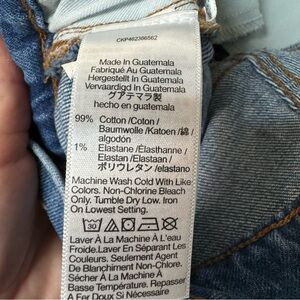 CKP462386562
Made In Guatemala
Fabriqué Au Guatemala
Hergestellt In Guatemala
Vervaardigd In Guatemala
グアテマラ製
hecho en guatemala
99% Cotton /Coton /
Baumwolle /Katoen /綿/
algodón
1% Elastane /Élasthanne /
Elastan /Elastaan /
ポリウレタン /elastano
Machine Wash Cold With Like
Colors. Non-Chlorine Bleach
Only. Tumble Dry Low. Iron
On Lowest Setting.
30
Laver À La Machine À L'eau
Froide.Laver En Séparant Les
Couleurs. Seulement Agent
De Blanchiment Non-Chlore.
Sécher À La Machine À
Basse Température. Repasser
À Fer Doux Si Nécessaire